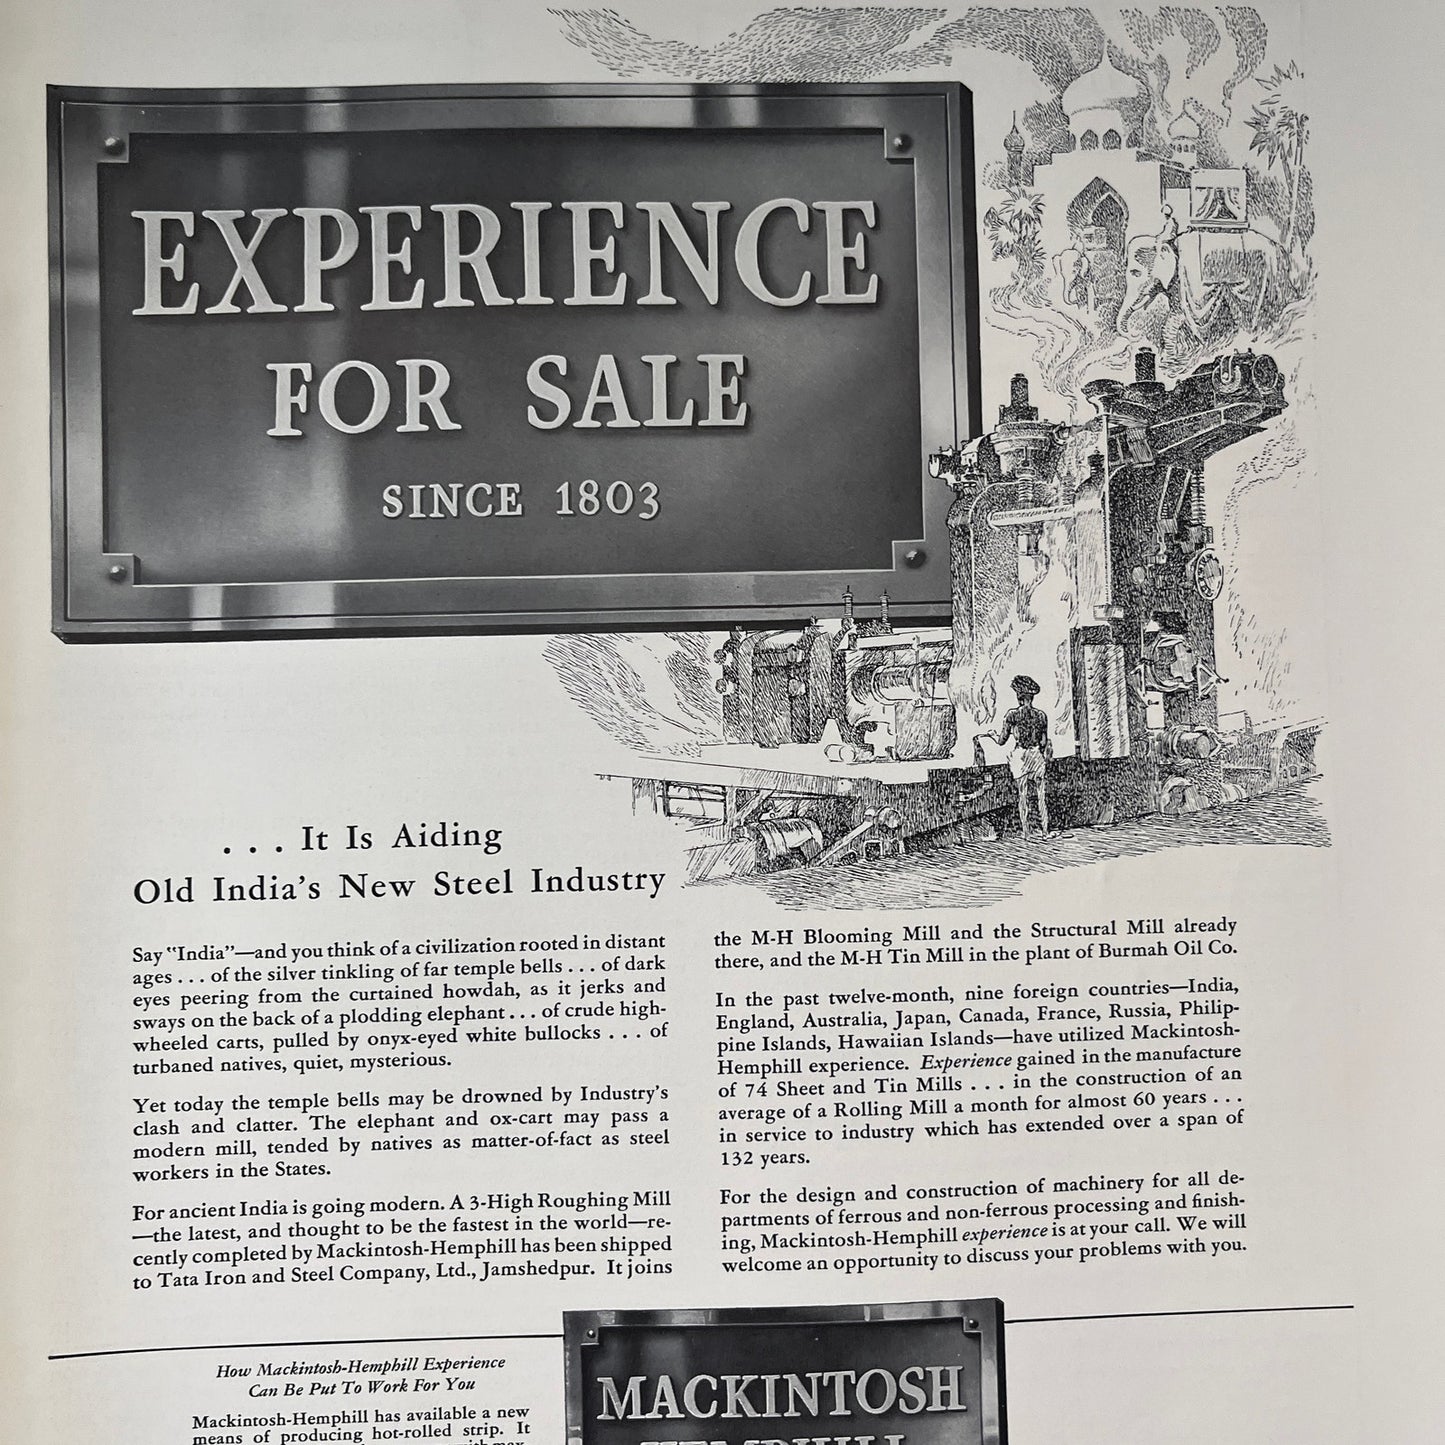 EXPERIENCE
FOR SALE
SINCE 1803
. . . It Is Aiding
Old India's New Steel Industry
Say "India"—and you think of a civilization rooted in distant
ages . . . of the silver tinkling of far temple bells . . . of dark
eyes peering from the curtained howdah, as it jerks and
sways on the back of a plodding elephant . . . of crude high-
wheeled carts, pulled by onyx-eyed white bullocks . . . of
turbaned natives, quiet, mysterious.
Yet today the temple bells may be drowned by Industry's
clash and clatter. The elephant and ox-cart may pass a
modern mill, tended by natives as matter-of-fact as steel
workers in the States.
For ancient India is going modern. A 3-High Roughing Mill
—the latest, and thought to be the fastest in the world—re-
cently completed by Mackintosh-Hemphill has been shipped
to Tata Iron and Steel Company, Ltd., Jamshedpur. It joins
the M-H Blooming Mill and the Structural Mill already
there, and the M-H Tin Mill in the plant of Burmah Oil Co.
In the past twelve-month, nine foreign countries—India,
England, Australia, Japan, Canada, France, Russia, Philip-
pine Islands, Hawaiian Islands—have utilized Mackintosh-
Hemphill experience. Experience gained in the manufacture
of 74 Sheet and Tin Mills . . . in the construction of an
average of a Rolling Mill a month for almost 60 years . . .
in service to industry which has extended over a span of
132 years.
For the design and construction of machinery for all de-
partments of ferrous and non-ferrous processing and finish-
ing, Mackintosh-Hemphill experience is at your call. We will
welcome an opportunity to discuss your problems with you.
How Mackintosh-Hemphill Experience
Can Be Put To Work For You
Mackintosh-Hemphill has available a new
means of producing hot-rolled strip. It
MACKINTOSH
HEMPHILL